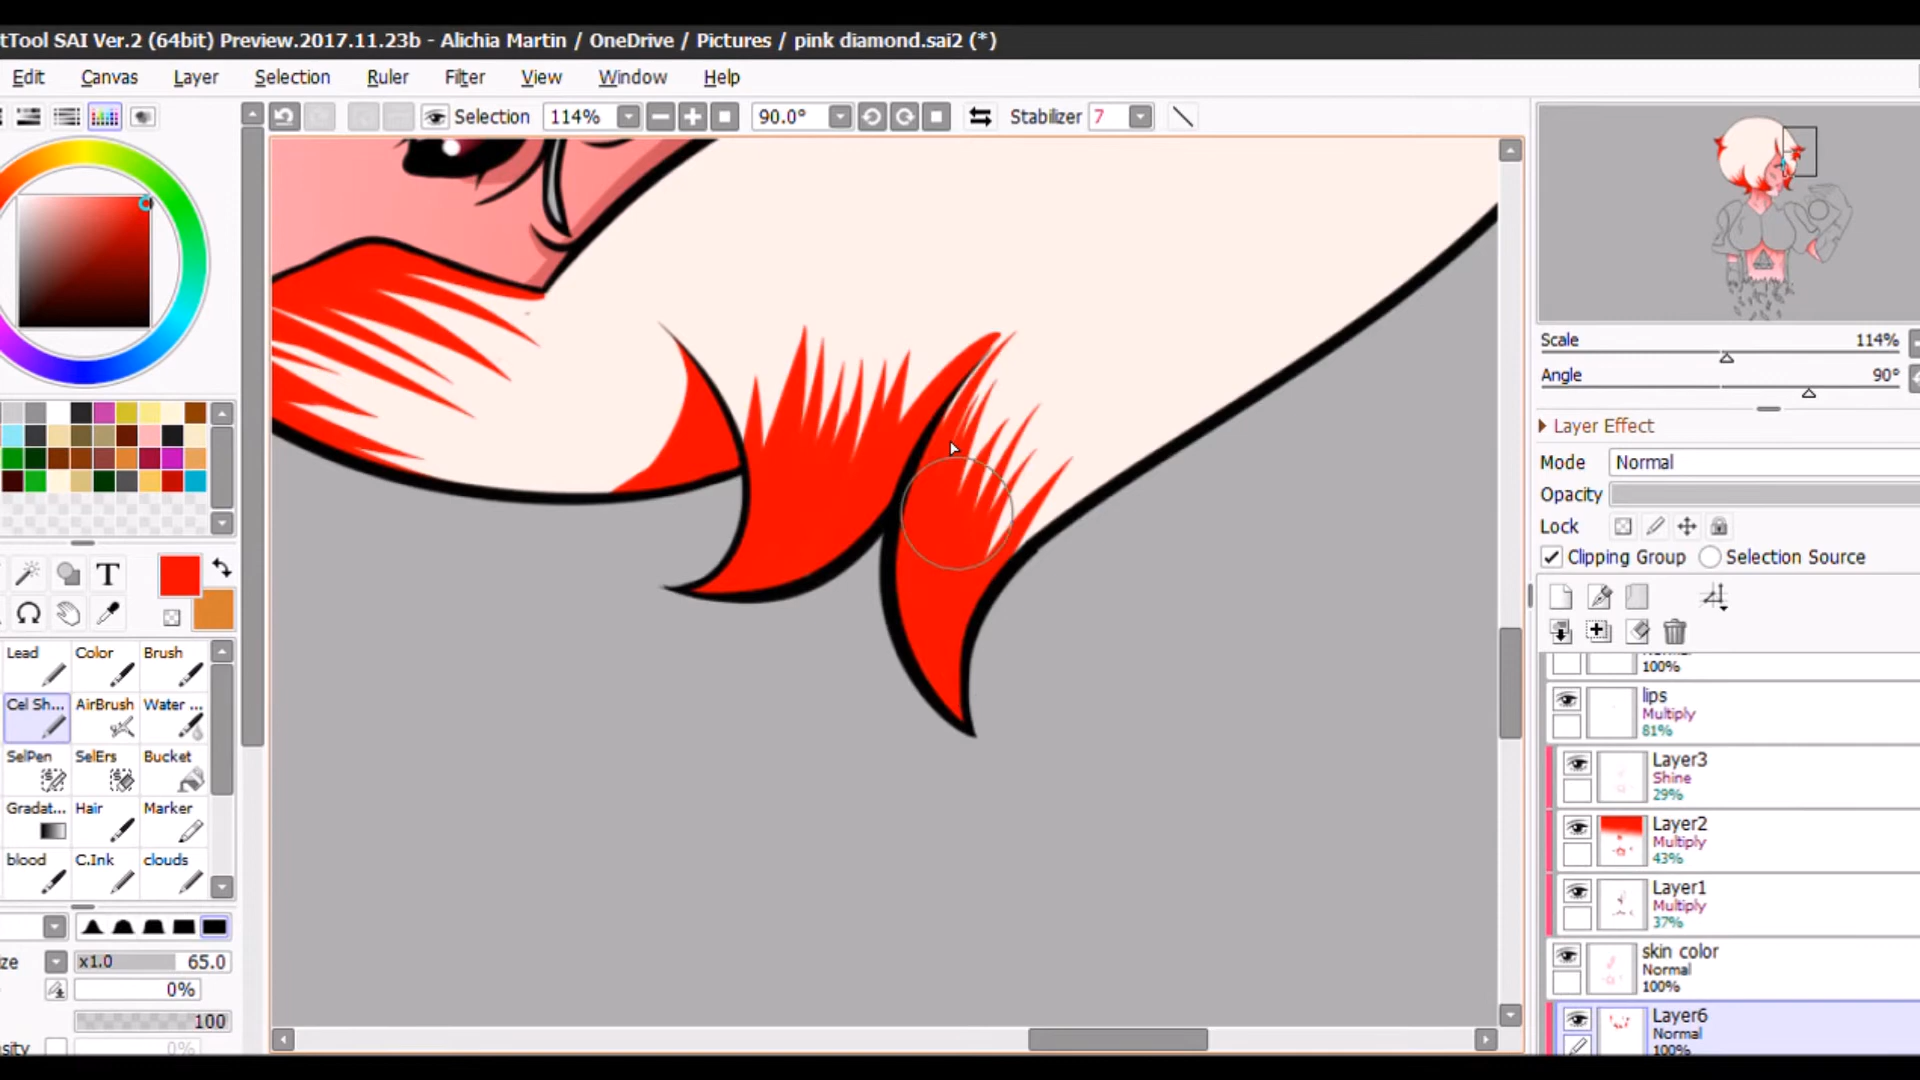 tTool SAI Ver.2 (64bit) Preview.2017.11.23b - Alichia Martin / OneDrive / Pictures / pink diamond.sai2 (*)
Edit Canvas Layer Selection Ruler Filter View Window Help
Selection 114% 90.0° Stabilizer 7
Scale 114%
Angle 90°
Layer Effect
Mode Normal
Opacity
Lock
Clipping Group Selection Source
T
Lead Color Brush
Cel Sh... AirBrush Water ...
SelPen SelErs Bucket
Gradat... Hair Marker
blood C.Ink clouds
ze x1.0 65.0
0%
100
sity 0%
100%
lips
Multiply
81%
Layer3
Shine
29%
Layer2
Multiply
43%
Layer1
Multiply
37%
skin color
Normal
100%
Layer6
Normal
100%